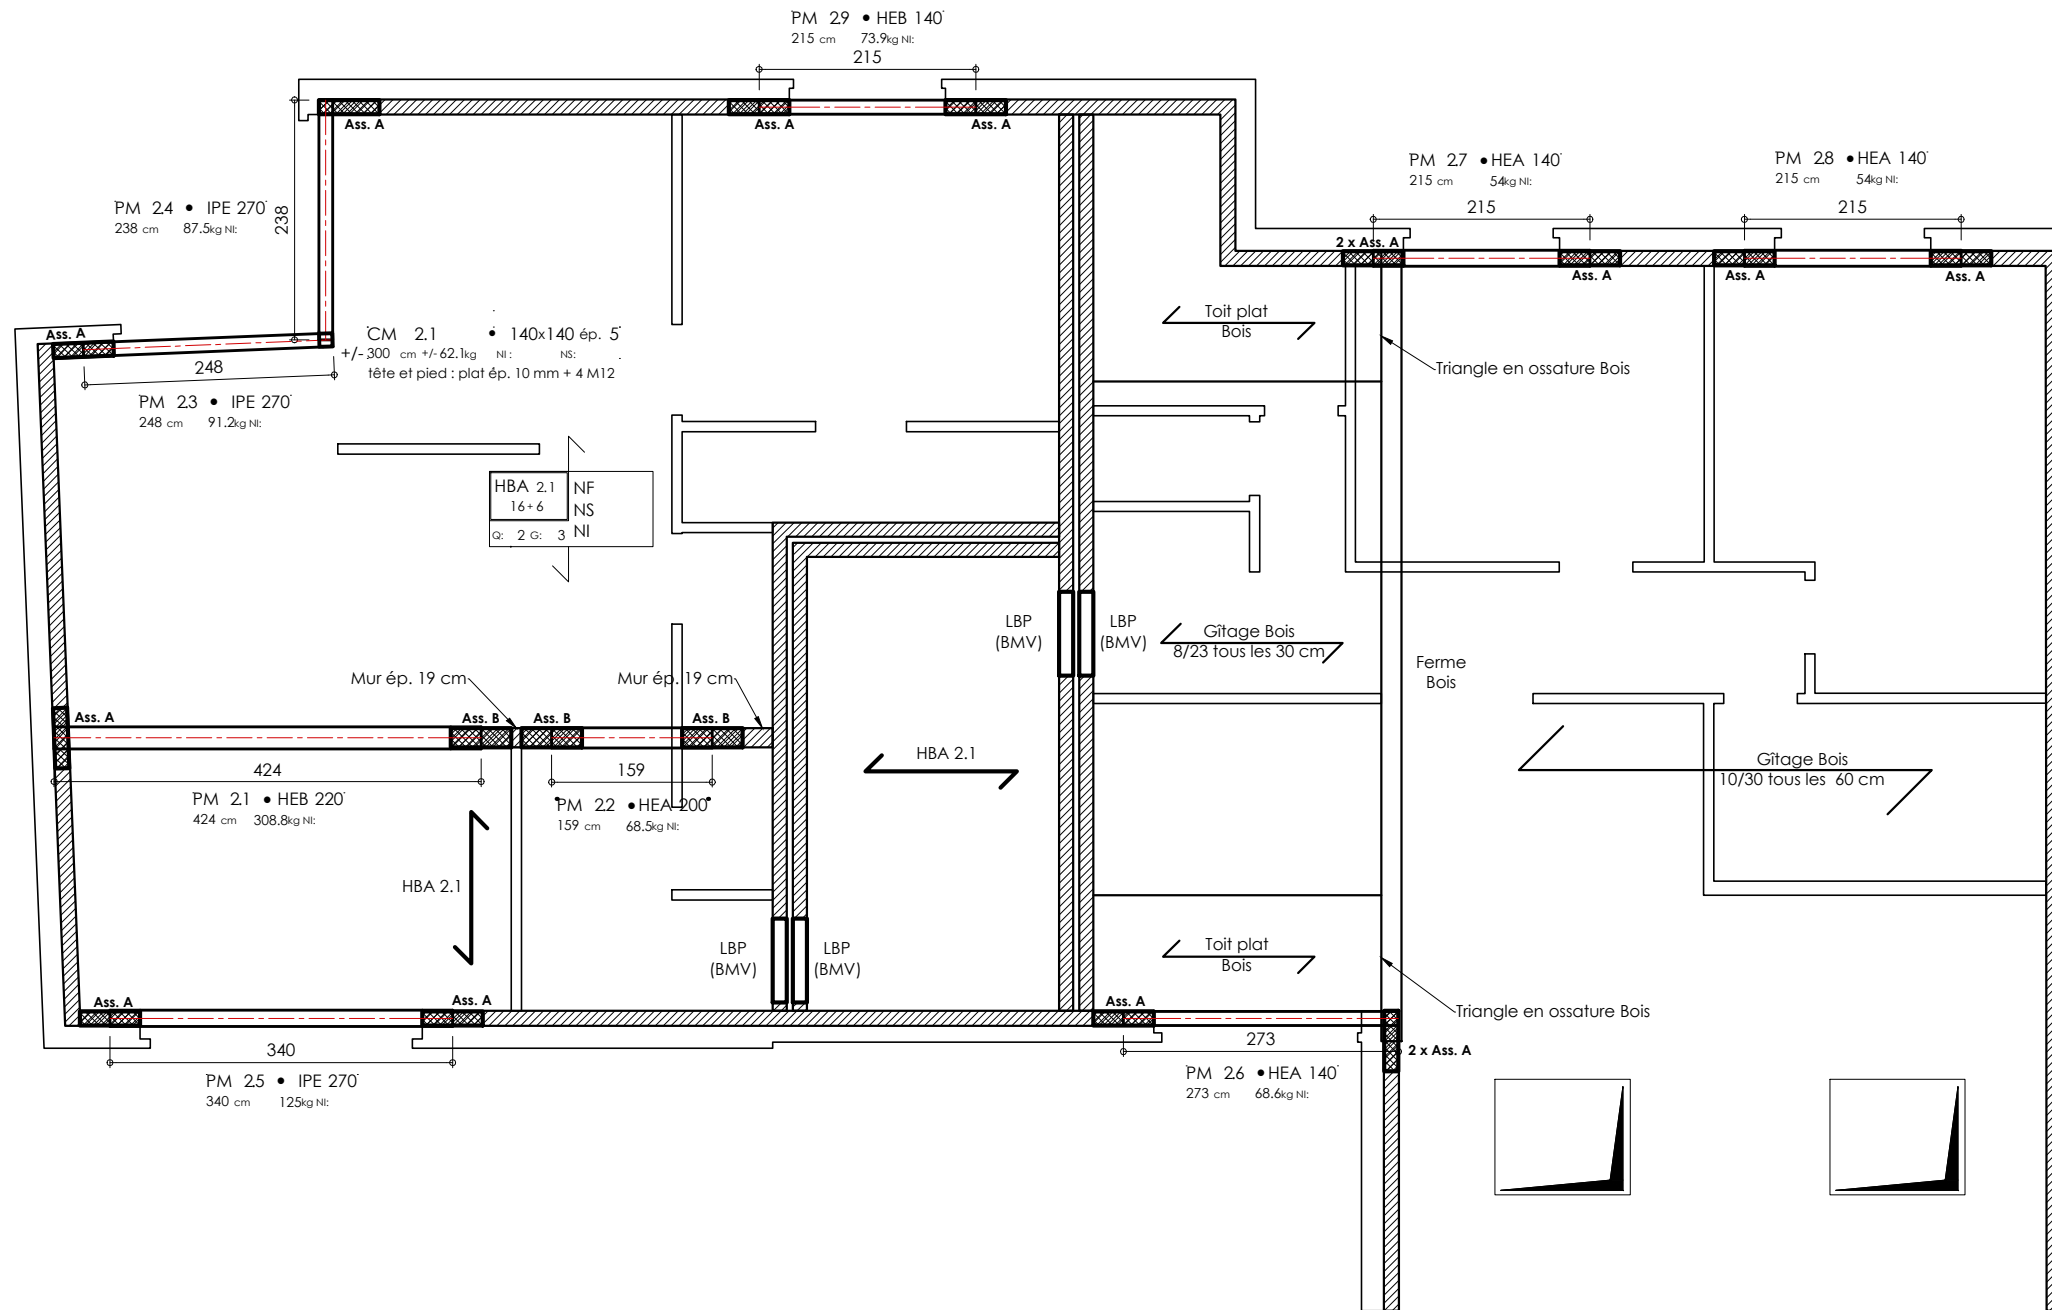 PM 2.9 • HEB 140
215 cm 73.9kg NI:
215
Ass. A
Ass. A
Ass. A
PM 2.7 • HEA 140
215 cm 54kg NI:
PM 2.8 • HEA 140
215 cm 54kg NI:
215
215
2 x Ass. A
Ass. A
Ass. A
Ass. A
PM 2.4 • IPE 270
238 cm 87.5kg NI:
238
Toit plat
Bois
Ass. A
CM 2.1 • 140x140 ép. 5
+/- 300 cm +/- 62.1kg NI: NS:
tête et pied : plat ép. 10 mm + 4 M12
248
Triangle en ossature Bois
PM 2.3 • IPE 270
248 cm 91.2kg NI:
HBA 2.1
16+6
NF
NS
NI
Q: 2 G: 3
LBP
(BMV)
LBP
(BMV)
Gîtage Bois
8/23 tous les 30 cm
Ferme
Bois
Mur ép. 19 cm
Mur ép. 19 cm
Ass. A
Ass. B
Ass. B
Ass. B
424
159
HBA 2.1
Gîtage Bois
10/30 tous les 60 cm
PM 2.1 • HEB 220
424 cm 308.8kg NI:
PM 2.2 • HEA 200
159 cm 68.5kg NI:
HBA 2.1
LBP
(BMV)
LBP
(BMV)
Toit plat
Bois
Ass. A
Ass. A
Ass. A
Triangle en ossature Bois
340
273
2 x Ass. A
PM 2.5 • IPE 270
340 cm 125kg NI:
PM 2.6 • HEA 140
273 cm 68.6kg NI: